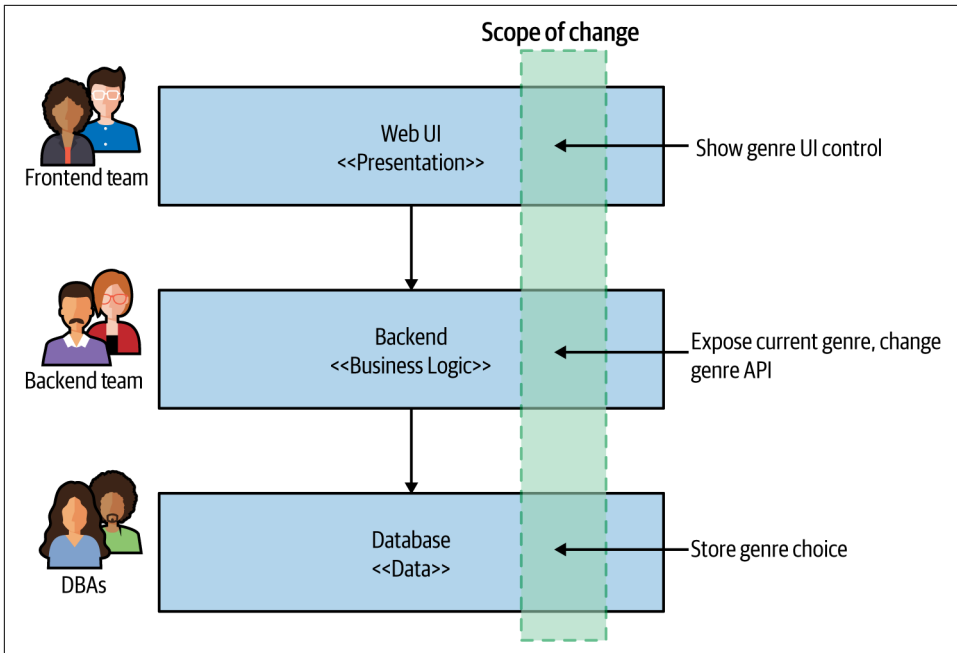 Scope of change
Web UI
<<Presentation>>
Show genre UI control
Frontend team
Backend
<<Business Logic>>
Expose current genre, change
genre API
Backend team
Database
<<Data>>
Store genre choice
DBAs